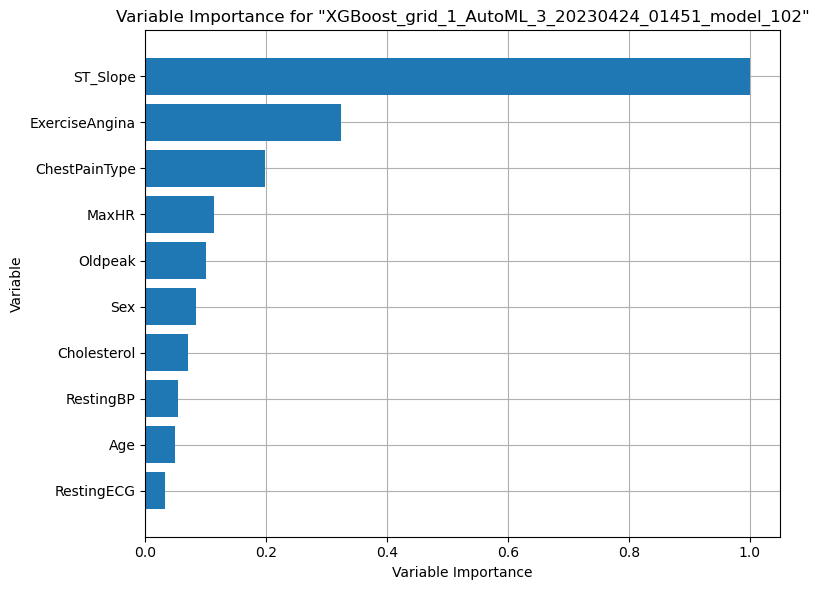 Variable Importance for "XGBoost_grid_1_AutoML_3_20230424_01451_model_102"
ST_Slope
ExerciseAngina
ChestPainType
MaxHR
Oldpeak
Sex
Cholesterol
RestingBP
Age
RestingECG
Variable
0.0 0.2 0.4 0.6 0.8 1.0
Variable Importance